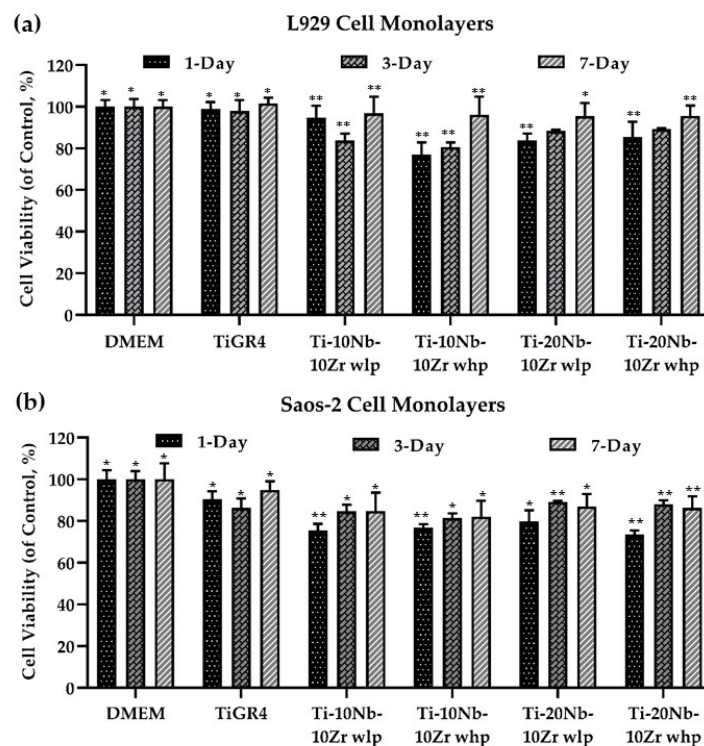 (a)
L929 Cell Monolayers
1-Day 3-Day 7-Day
Cell Viability (of Control, %)
120
100
80
60
40
20
0
* * *
* * *
** ** **
** ** **
** *
** **
DMEM TiGR4 Ti-10Nb- Ti-10Nb- Ti-20Nb- Ti-20Nb-
10Zr wlp 10Zr whp 10Zr wlp 10Zr whp
(b)
Saos-2 Cell Monolayers
1-Day 3-Day 7-Day
Cell Viability (of Control, %)
120
100
80
60
40
20
0
* * *
* * *
** * *
** * *
* ** *
** ** **
DMEM TiGR4 Ti-10Nb- Ti-10Nb- Ti-20Nb- Ti-20Nb-
10Zr wlp 10Zr whp 10Zr wlp 10Zr whp